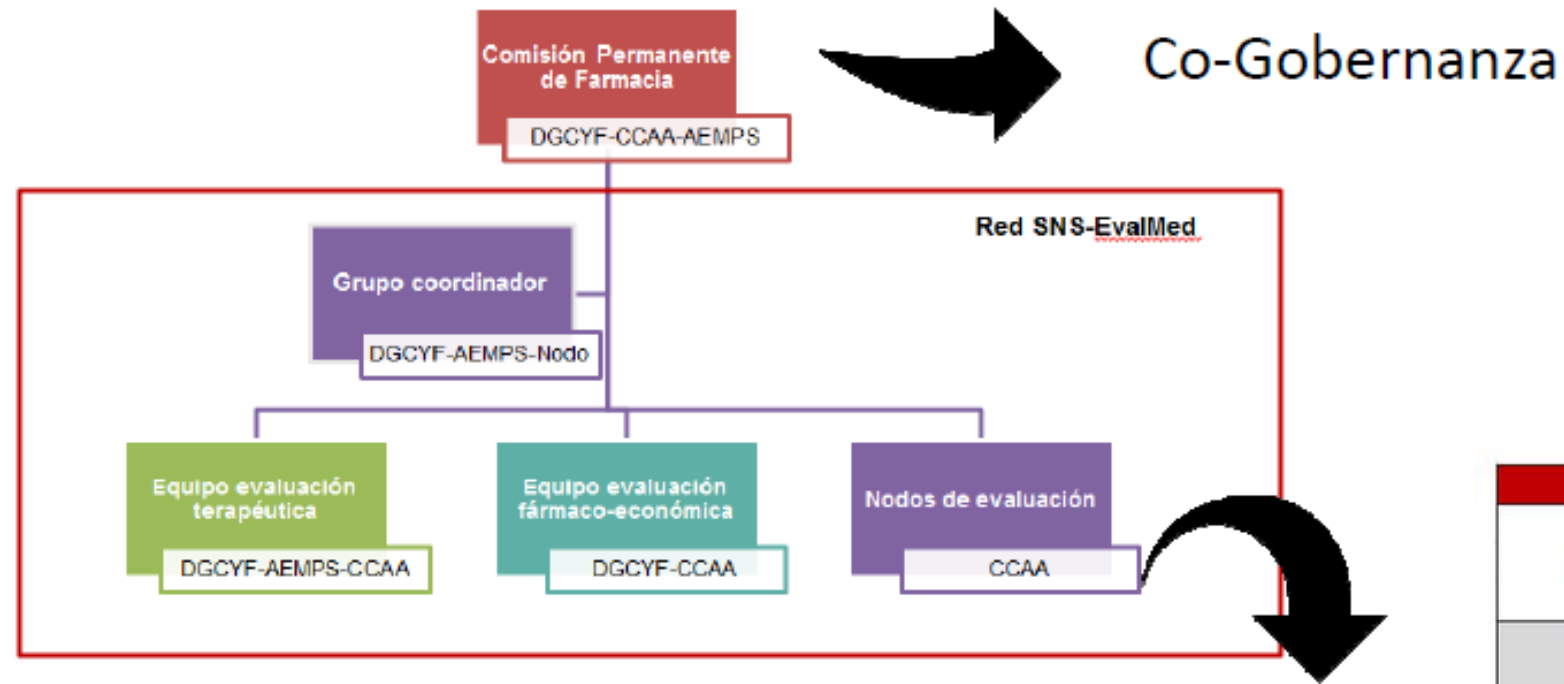 Comisión Permanente
de Farmacia
DGCYF-CCAA-AEMPS
Co-Gobernanza
Red SNS-EvalMed
Grupo coordinador
DGCYF-AEMPS-Nodo
Equipo evaluación
terapéutica
DGCYF-AEMPS-CCAA
Equipo evaluación
fármaco-económica
DGCYF-CCAA
Nodos de evaluación
CCAA